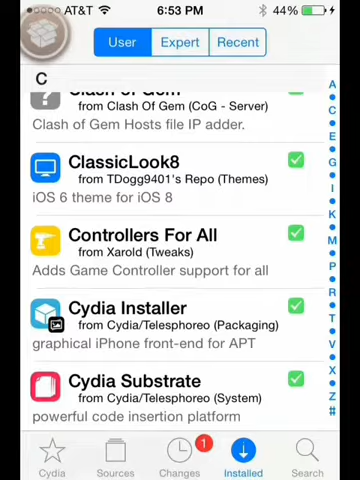 AT&T 6:53 PM 44%
User Expert Recent
C
Clash of Gem
from Clash Of Gem (CoG - Server)
Clash of Gem Hosts file IP adder.
ClassicLook8
from TDogg9401's Repo (Themes)
iOS 6 theme for iOS 8
Controllers For All
from Xarold (Tweaks)
Adds Game Controller support for all
Cydia Installer
from Cydia/Telesphoreo (Packaging)
graphical iPhone front-end for APT
Cydia Substrate
from Cydia/Telesphoreo (System)
powerful code insertion platform
A
C
E
G
I
K
M
P
R
T
V
X
Z
#
1
Cydia Sources Changes Installed Search